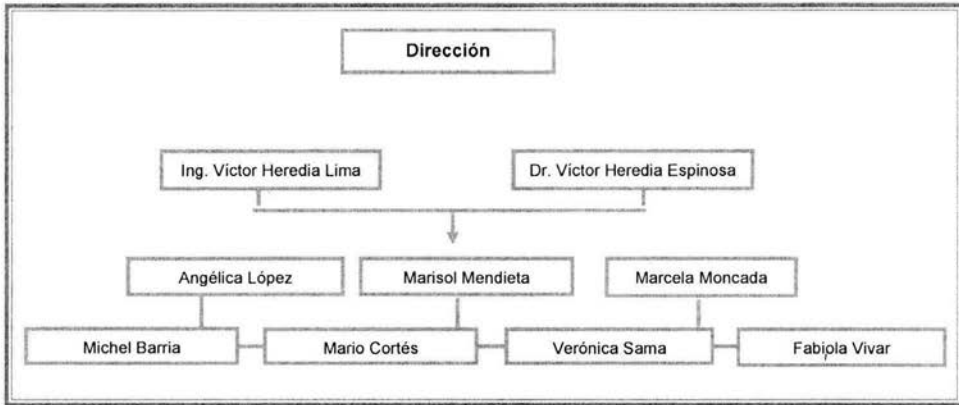 Dirección
Ing. Víctor Heredia Lima
Dr. Víctor Heredia Espinosa
Angélica López
Marisol Mendieta
Marcela Moncada
Michel Barria
Mario Cortés
Verónica Sama
Fabiola Vivar